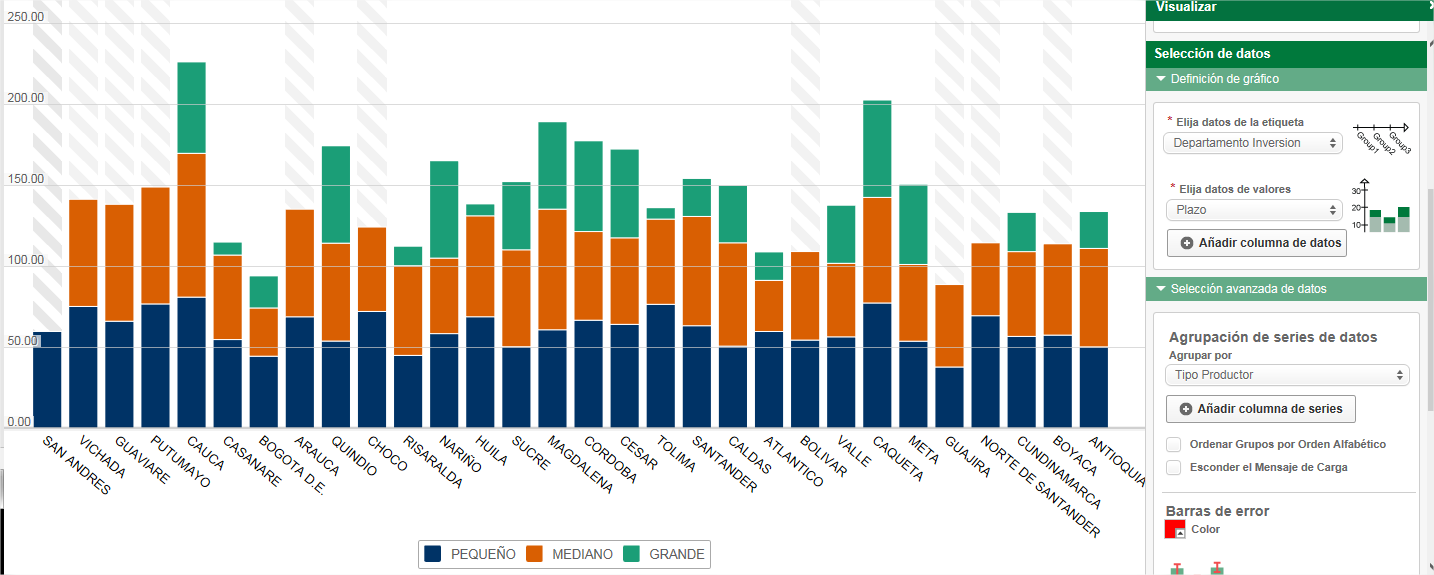 250.00
200.00
150.00
100.00
50.00
0.00
SAN ANDRES
VICHADA
GUAVIARE
PUTUMAYO
CAUCA
CASANARE
BOGOTA D.E.
ARAUCA
QUINDIO
CHOCO
RISARALDA
NARIÑO
HUILA
SUCRE
MAGDALENA
CORDOBA
CESAR
TOLIMA
SANTANDER
CALDAS
ATLANTICO
BOLIVAR
VALLE
CAQUETA
META
GUAJIRA
NORTE DE SANTANDER
CUNDINAMARCA
BOYACA
ANTIOQUIA
PEQUEÑO MEDIANO GRANDE
Visualizar
Selección de datos
Definición de gráfico
* Elija datos de la etiqueta
Departamento Inversion
Group1
Group2
Group3
* Elija datos de valores
Plazo
30
20
10
Añadir columna de datos
Selección avanzada de datos
Agrupación de series de datos
Agrupar por
Tipo Productor
Añadir columna de series
Ordenar Grupos por Orden Alfabético
Esconder el Mensaje de Carga
Barras de error
Color